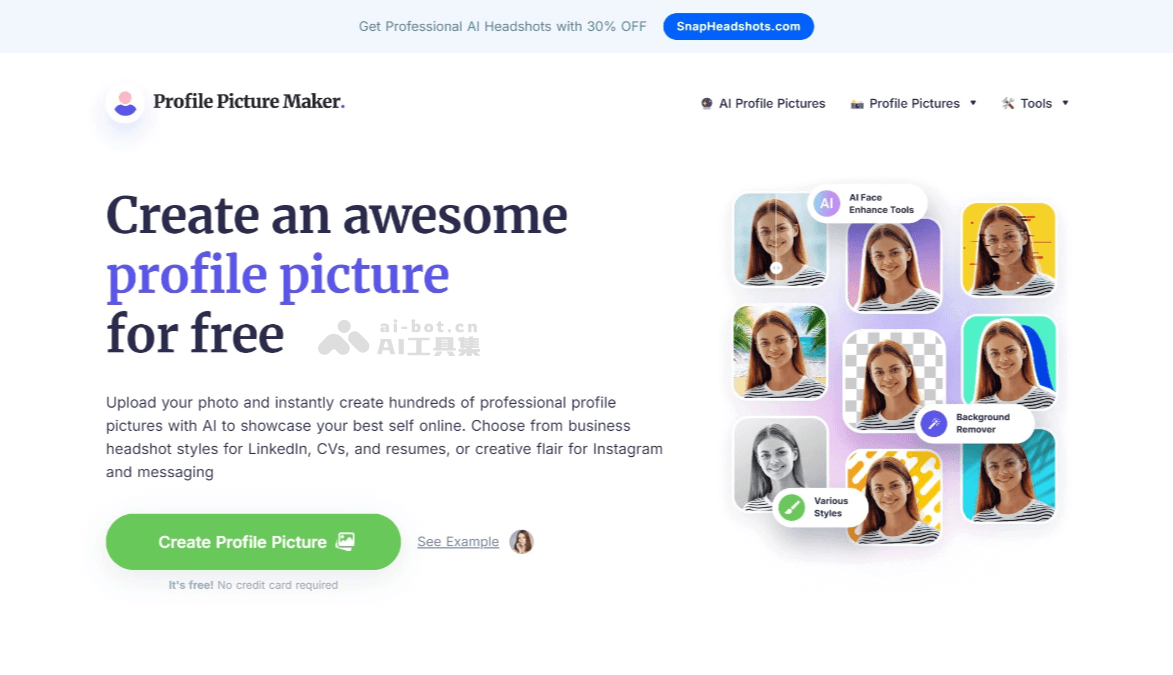 Get Professional AI Headshots with 30% OFF
SnapHeadshots.com
Profile Picture Maker.
AI Profile Pictures
Profile Pictures
Tools
Create an awesome
profile picture
for free
ai-bot.cn
AI工具集
Upload your photo and instantly create hundreds of professional profile
pictures with AI to showcase your best self online. Choose from business
headshot styles for LinkedIn, CVs, and resumes, or creative flair for Instagram
and messaging
Create Profile Picture
See Example
It's free! No credit card required
AI
AI Face
Enhance Tools
Background
Remover
Various
Styles